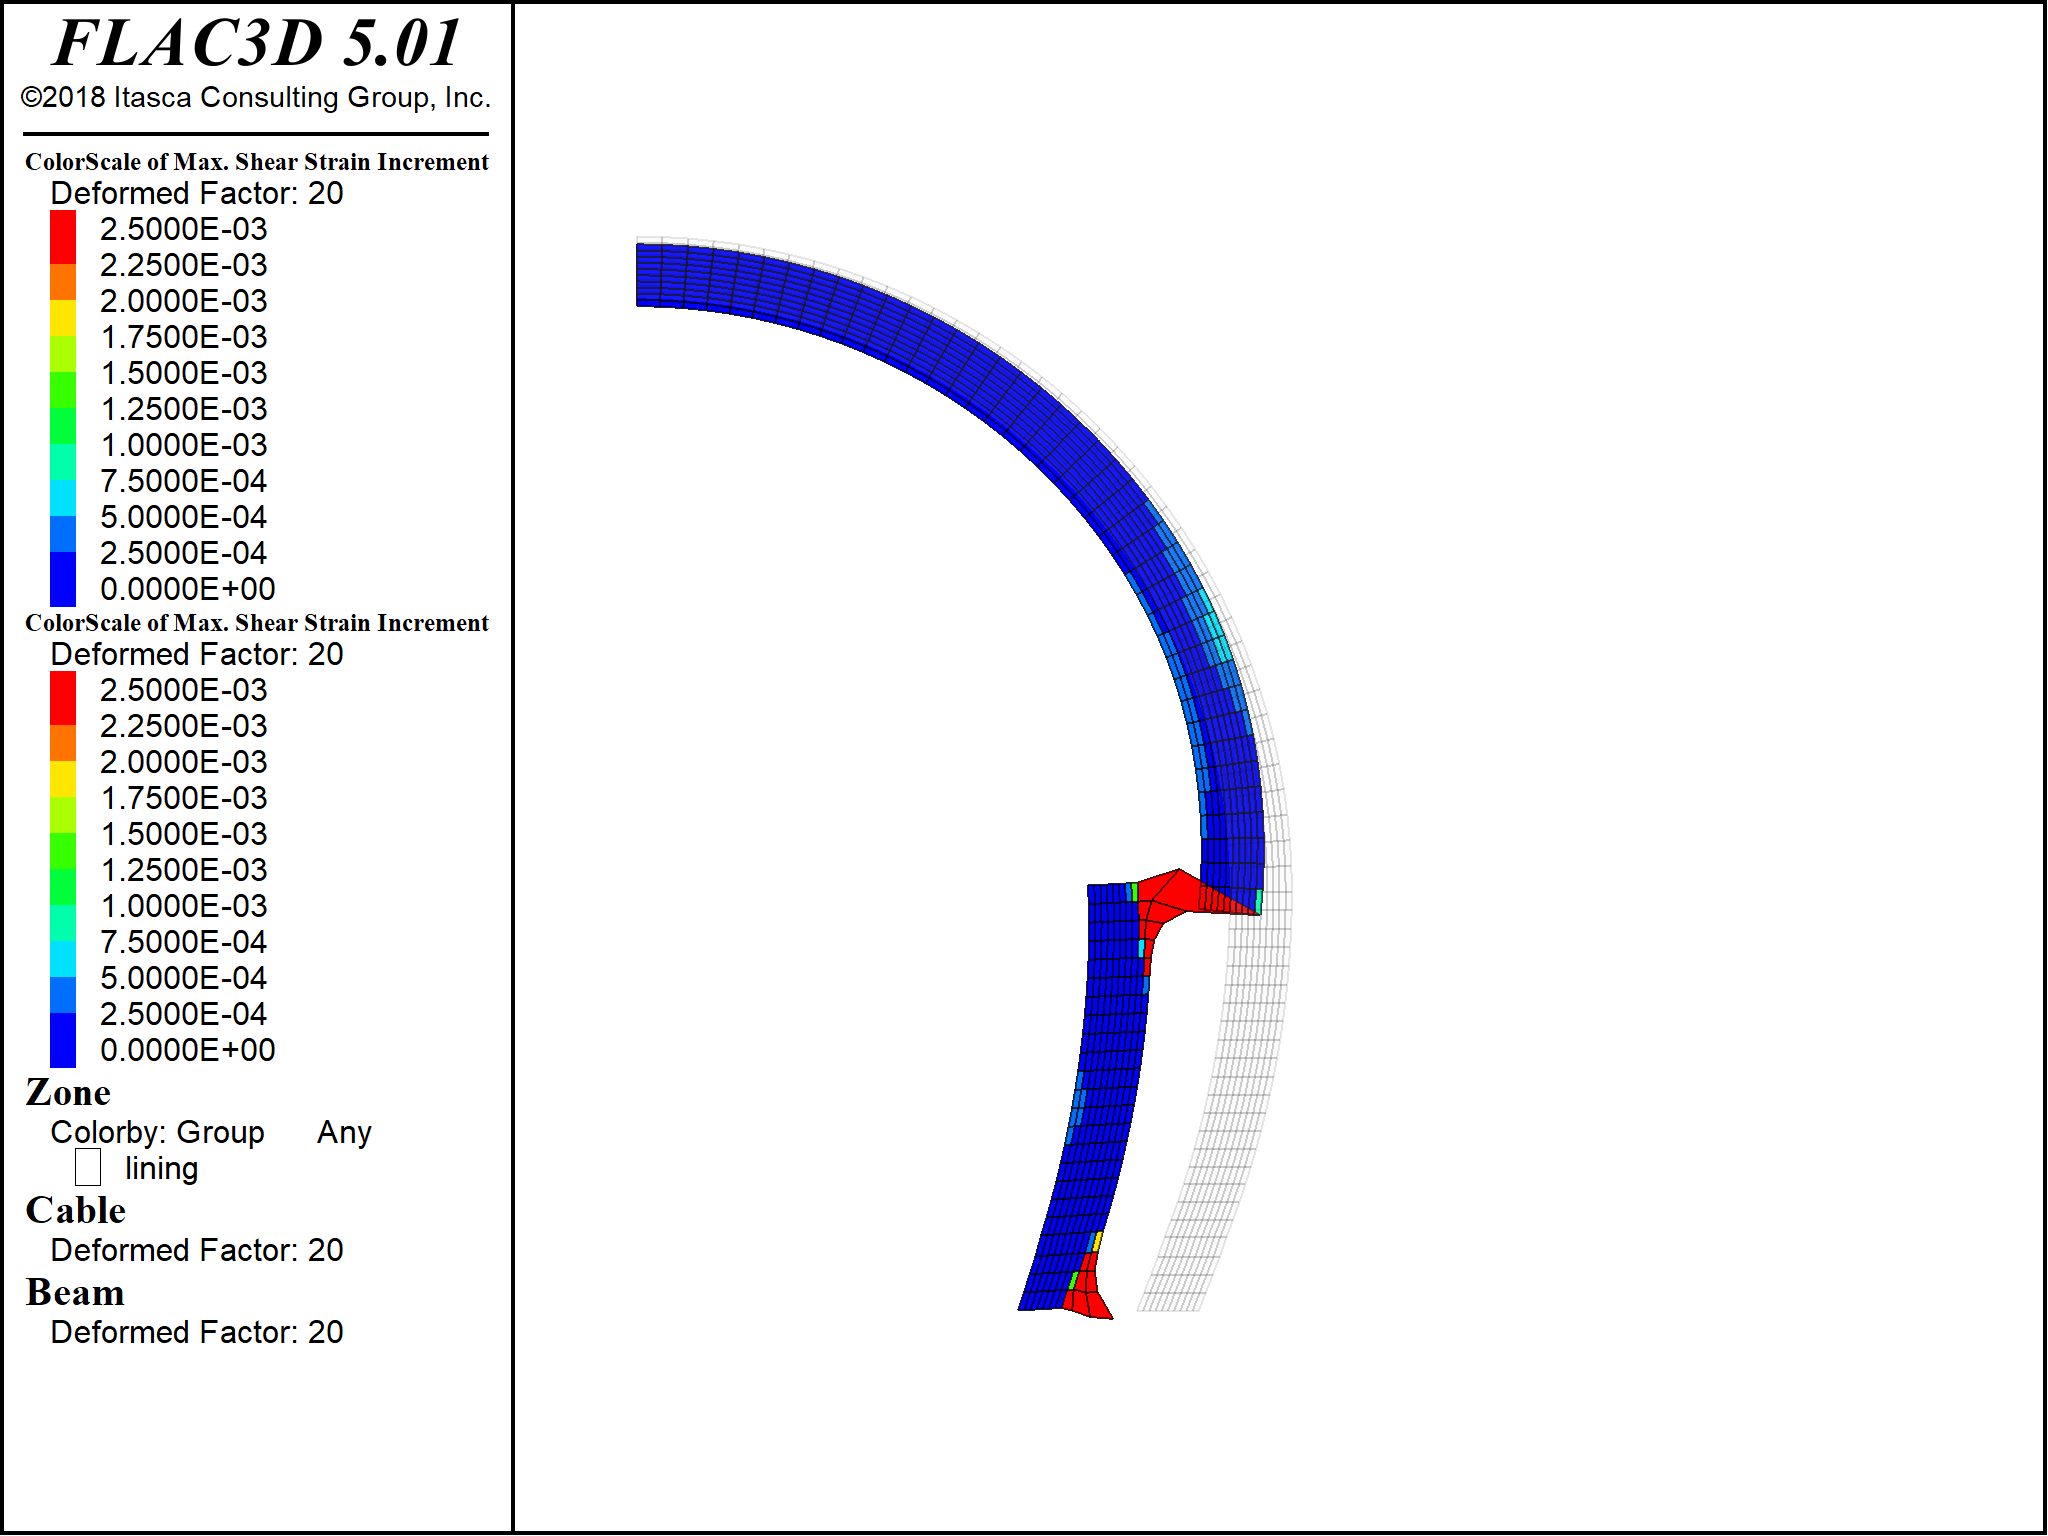 FLAC3D 5.01
©2018 Itasca Consulting Group, Inc.
ColorScale of Max. Shear Strain Increment
Deformed Factor: 20
2.5000E-03
2.2500E-03
2.0000E-03
1.7500E-03
1.5000E-03
1.2500E-03
1.0000E-03
7.5000E-04
5.0000E-04
2.5000E-04
0.0000E+00
ColorScale of Max. Shear Strain Increment
Deformed Factor: 20
2.5000E-03
2.2500E-03
2.0000E-03
1.7500E-03
1.5000E-03
1.2500E-03
1.0000E-03
7.5000E-04
5.0000E-04
2.5000E-04
0.0000E+00
Zone
Colorby: Group Any
lining
Cable
Deformed Factor: 20
Beam
Deformed Factor: 20